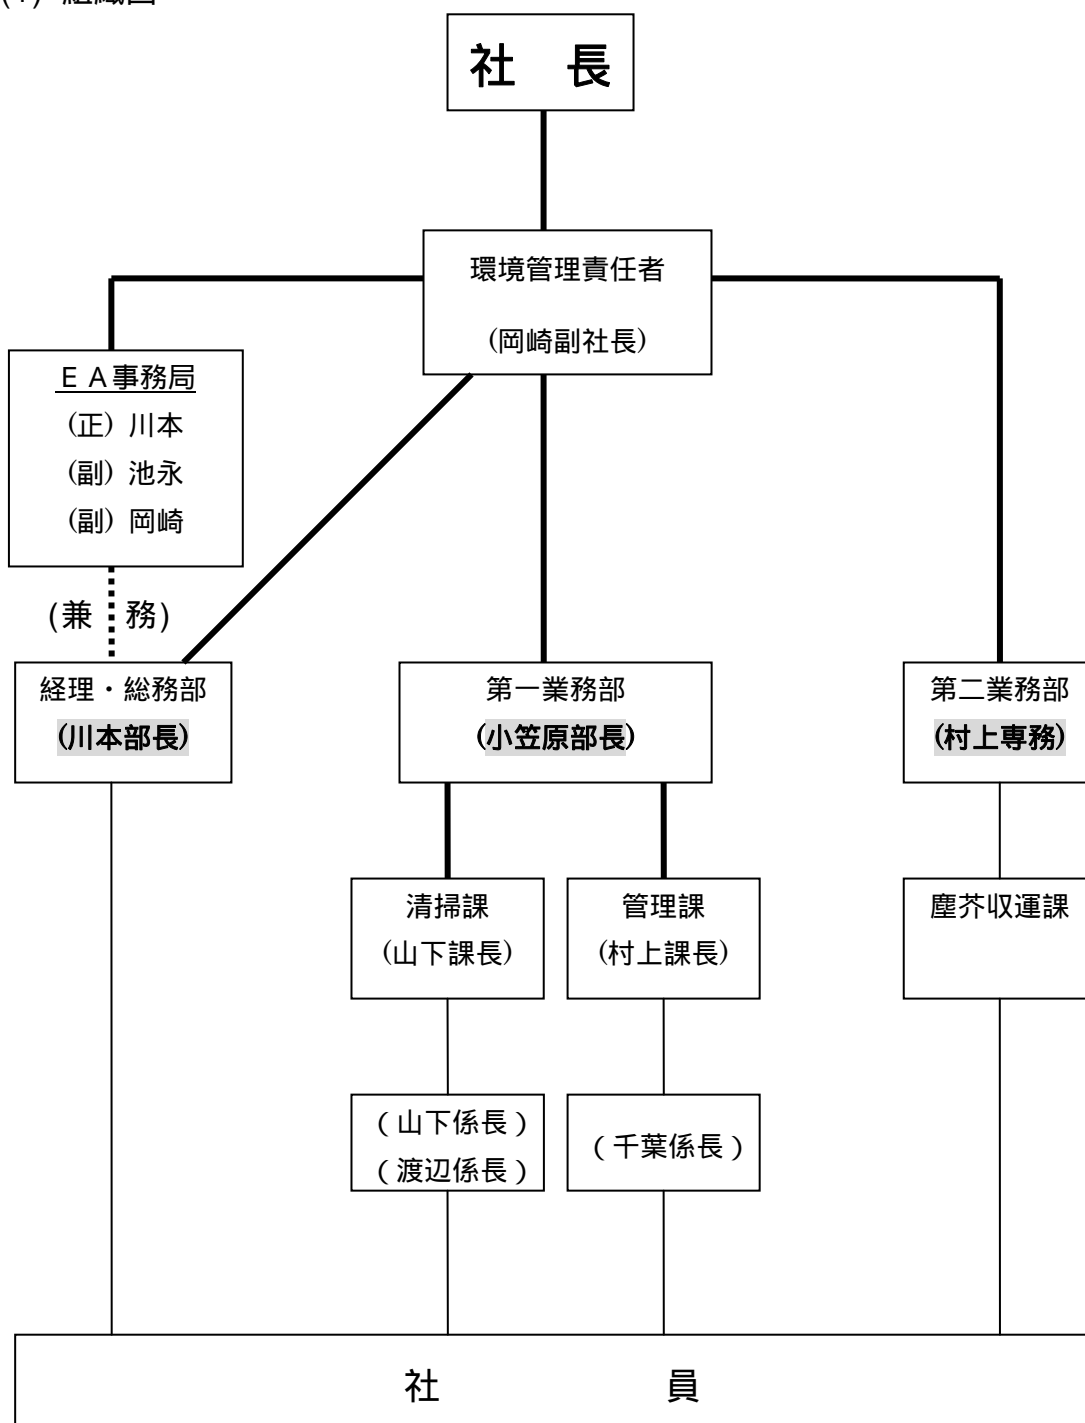 社　長
環境管理責任者
(岡崎副社長)
ＥＡ事務局
(正) 川本
(副) 池永
(副) 岡崎
(兼務)
経理・総務部
(川本部長)
第一業務部
(小笠原部長)
第二業務部
(村上専務)
清掃課
(山下課長)
管理課
(村上課長)
塵芥収運課
(山下係長)
(渡辺係長)
(千葉係長)
社　員